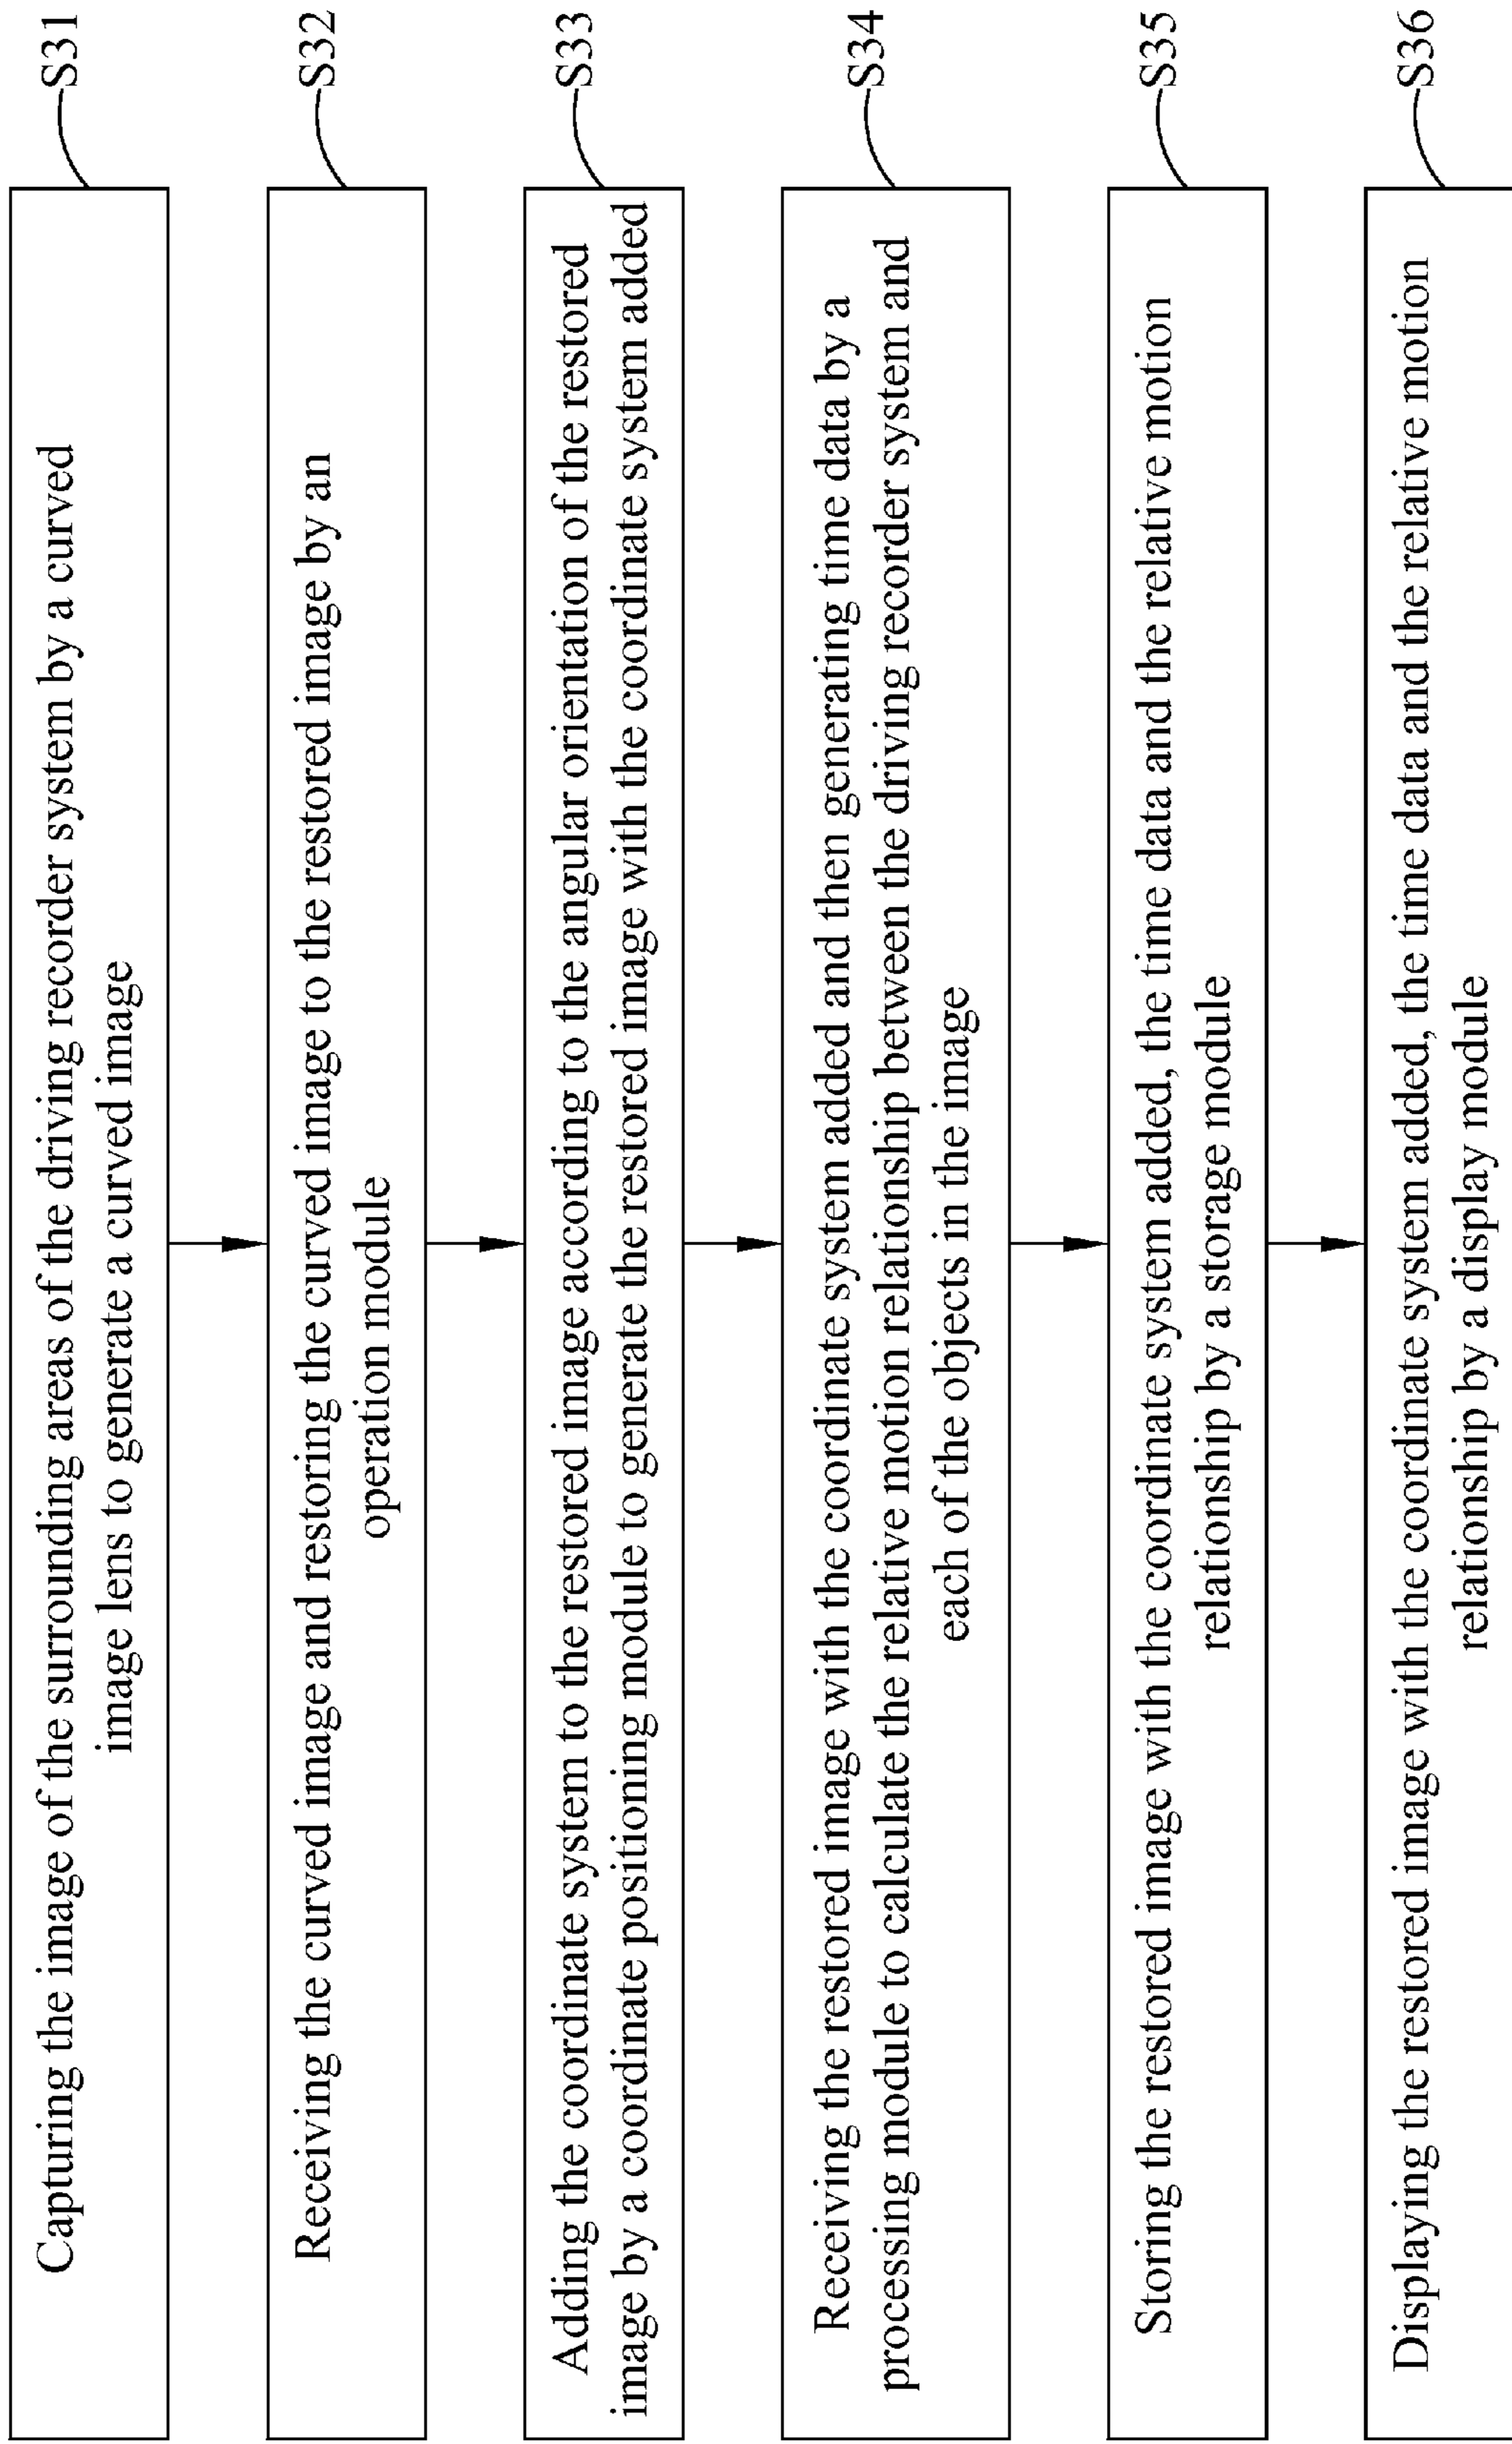 Capturing the image of the surrounding areas of the driving recorder system by a curved
image lens to generate a curved image
S31
Receiving the curved image and restoring the curved image to the restored image by an
operation module
S32
Adding the coordinate system to the restored image according to the angular orientation of the restored
image by a coordinate positioning module to generate the restored image with the coordinate system added
S33
Receiving the restored image with the coordinate system added and then generating time data by a
processing module to calculate the relative motion relationship between the driving recorder system and
each of the objects in the image
S34
Storing the restored image with the coordinate system added, the time data and the relative motion
relationship by a storage module
S35
Displaying the restored image with the coordinate system added, the time data and the relative motion
relationship by a display module
S36